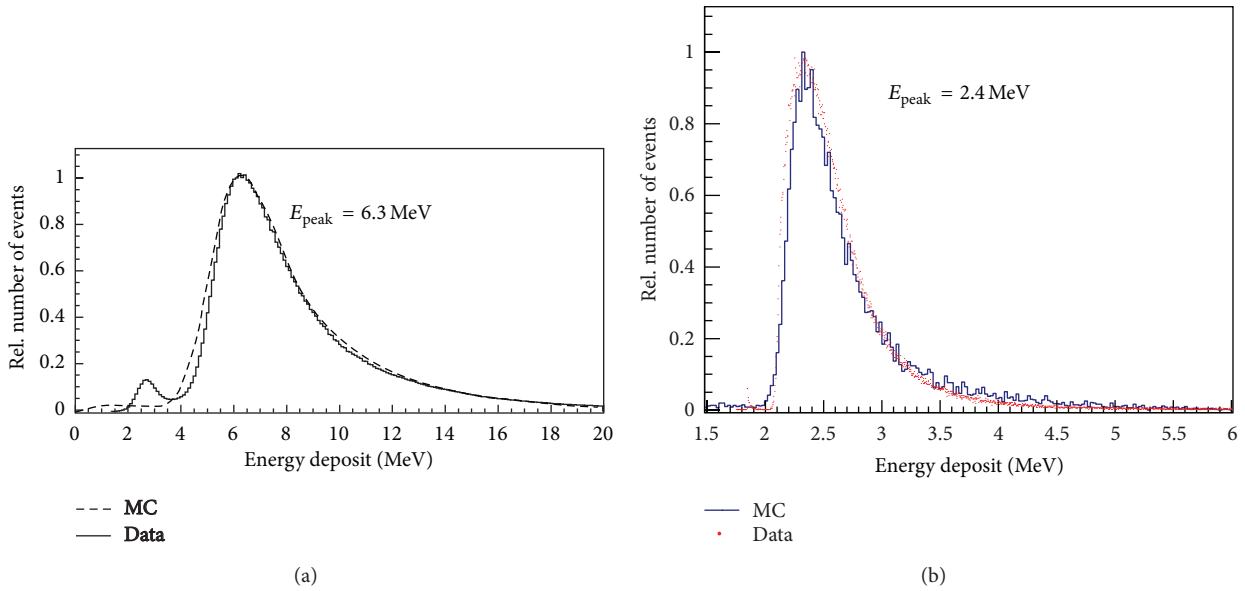 Rel. number of events
1
0.8
0.6
0.4
0.2
0
E_peak = 6.3 MeV
0 2 4 6 8 10 12 14 16 18 20
Energy deposit (MeV)
MC
Data
(a)
Rel. number of events
1
0.8
0.6
0.4
0.2
0
E_peak = 2.4 MeV
1.5 2 2.5 3 3.5 4 4.5 5 5.5 6
Energy deposit (MeV)
MC
Data
(b)